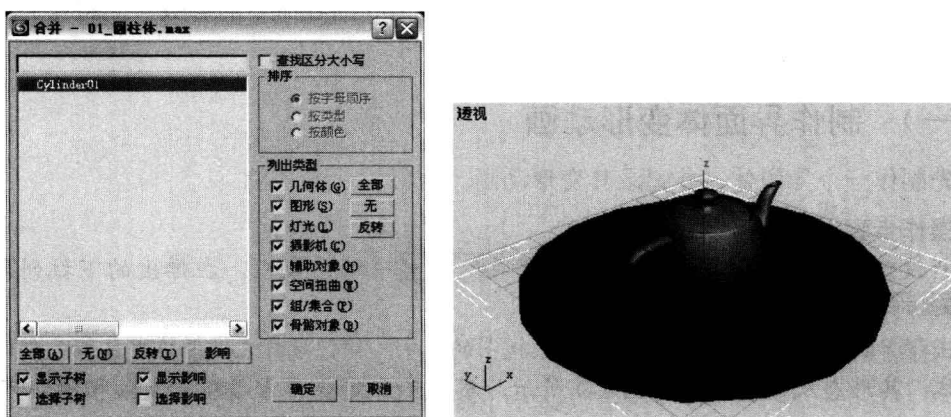 合并 - 01_圆柱体.max
查找区分大小写
Cylinder01
排序
按字母顺序
按类型
按颜色
列出类型
几何体(G) 全部
图形(S) 无
灯光(L) 反转
摄影机(C)
辅助对象(H)
空间扭曲(W)
组/集合(P)
骨骼对象(B)
全部(A) 无(N) 反转(I) 影响
显示子树 显示影响
选择子树 选择影响
确定 取消
透视
z
z
y x